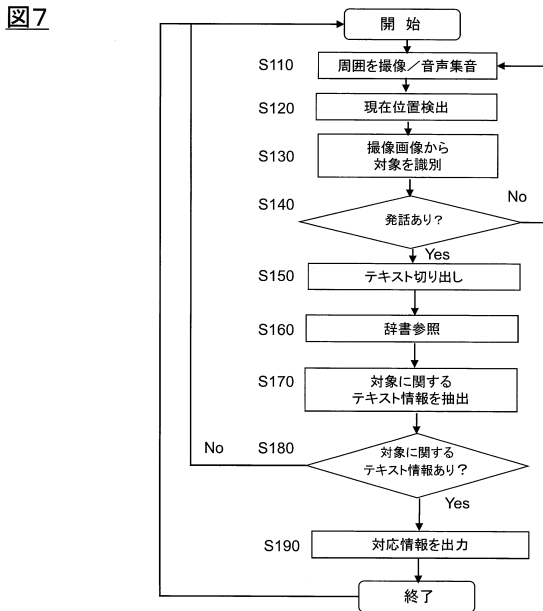 図7
開 始
S110
周囲を撮像／音声集音
S120
現在位置検出
S130
撮像画像から
対象を識別
S140
発話あり？
No
Yes
S150
テキスト切り出し
S160
辞書参照
S170
対象に関する
テキスト情報を抽出
No
S180
対象に関する
テキスト情報あり？
Yes
S190
対応情報を出力
終了